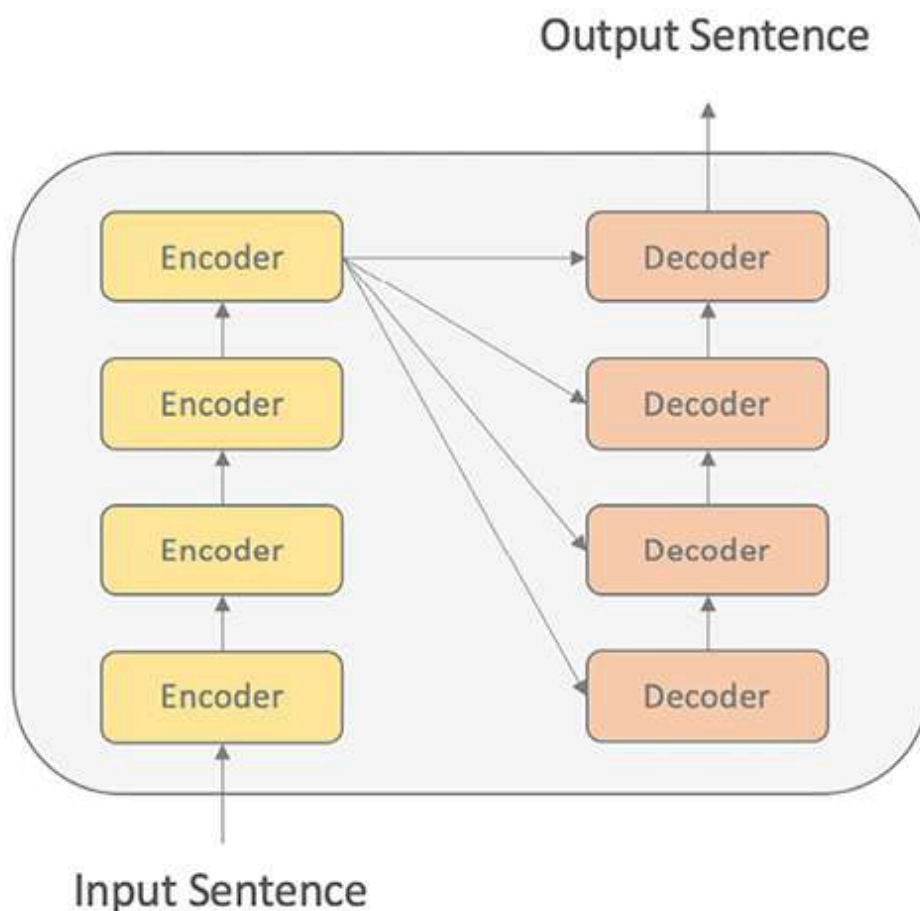 Output Sentence
Encoder
Decoder
Encoder
Decoder
Encoder
Decoder
Encoder
Decoder
Input Sentence